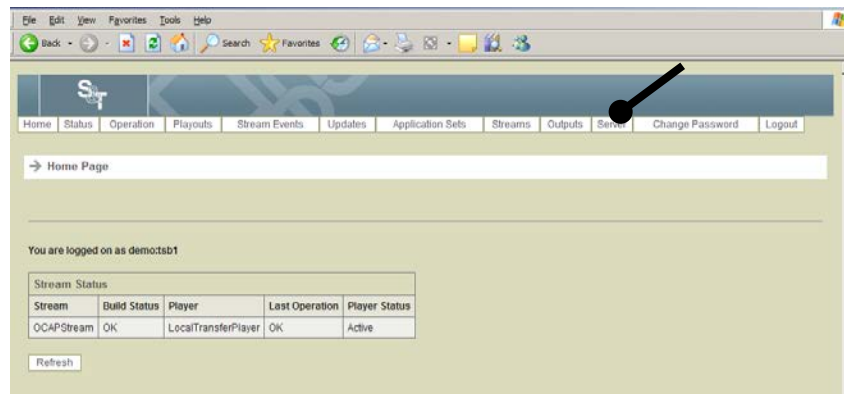 File Edit View Favorites Tools Help
Back Search Favorites
S&T
Home Status Operation Playouts Stream Events Updates Application Sets Streams Outputs Server Change Password Logout
→ Home Page
You are logged on as demo:tsb1
Stream Status
Stream Build Status Player Last Operation Player Status
OCAPStream OK LocalTransferPlayer OK Active
Refresh